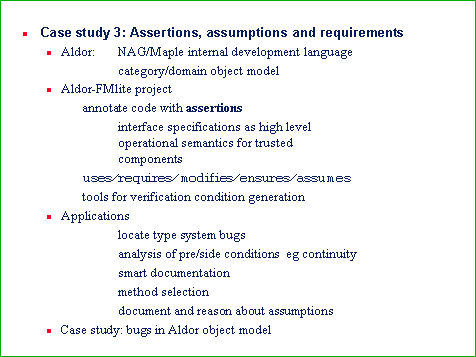 Case study 3: Assertions, assumptions and requirements
Aldor: NAG/Maple internal development language
category/domain object model
Aldor-FMlite project
annotate code with assertions
interface specifications as high level
operational semantics for trusted
components
uses/requires/modifies/ensures/assumes
tools for verification condition generation
Applications
locate type system bugs
analysis of pre/side conditions eg continuity
smart documentation
method selection
document and reason about assumptions
Case study: bugs in Aldor object model